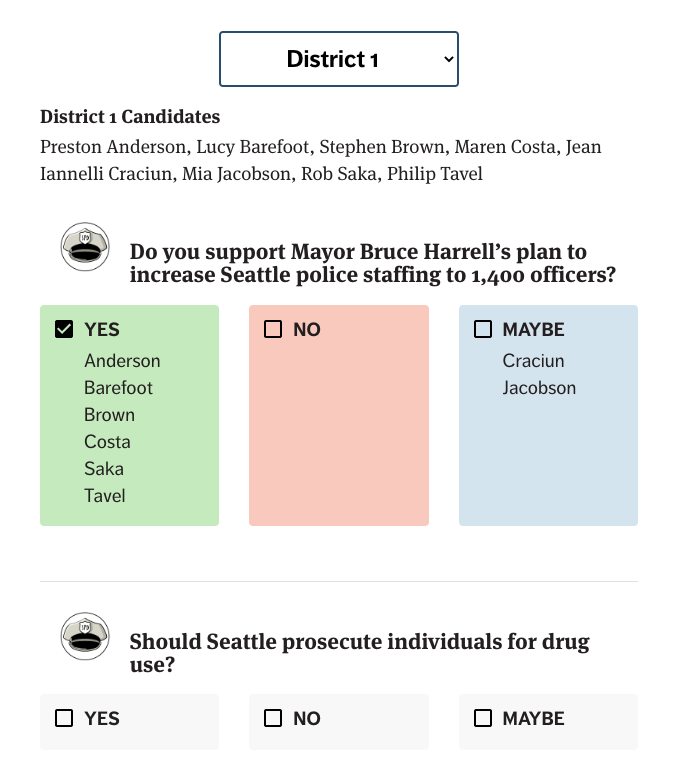 District 1
District 1 Candidates
Preston Anderson, Lucy Barefoot, Stephen Brown, Maren Costa, Jean
Iannelli Craciun, Mia Jacobson, Rob Saka, Philip Tavel
Do you support Mayor Bruce Harrell’s plan to
increase Seattle police staffing to 1,400 officers?
YES
Anderson
Barefoot
Brown
Costa
Saka
Tavel
NO
MAYBE
Craciun
Jacobson
Should Seattle prosecute individuals for drug
use?
YES
NO
MAYBE